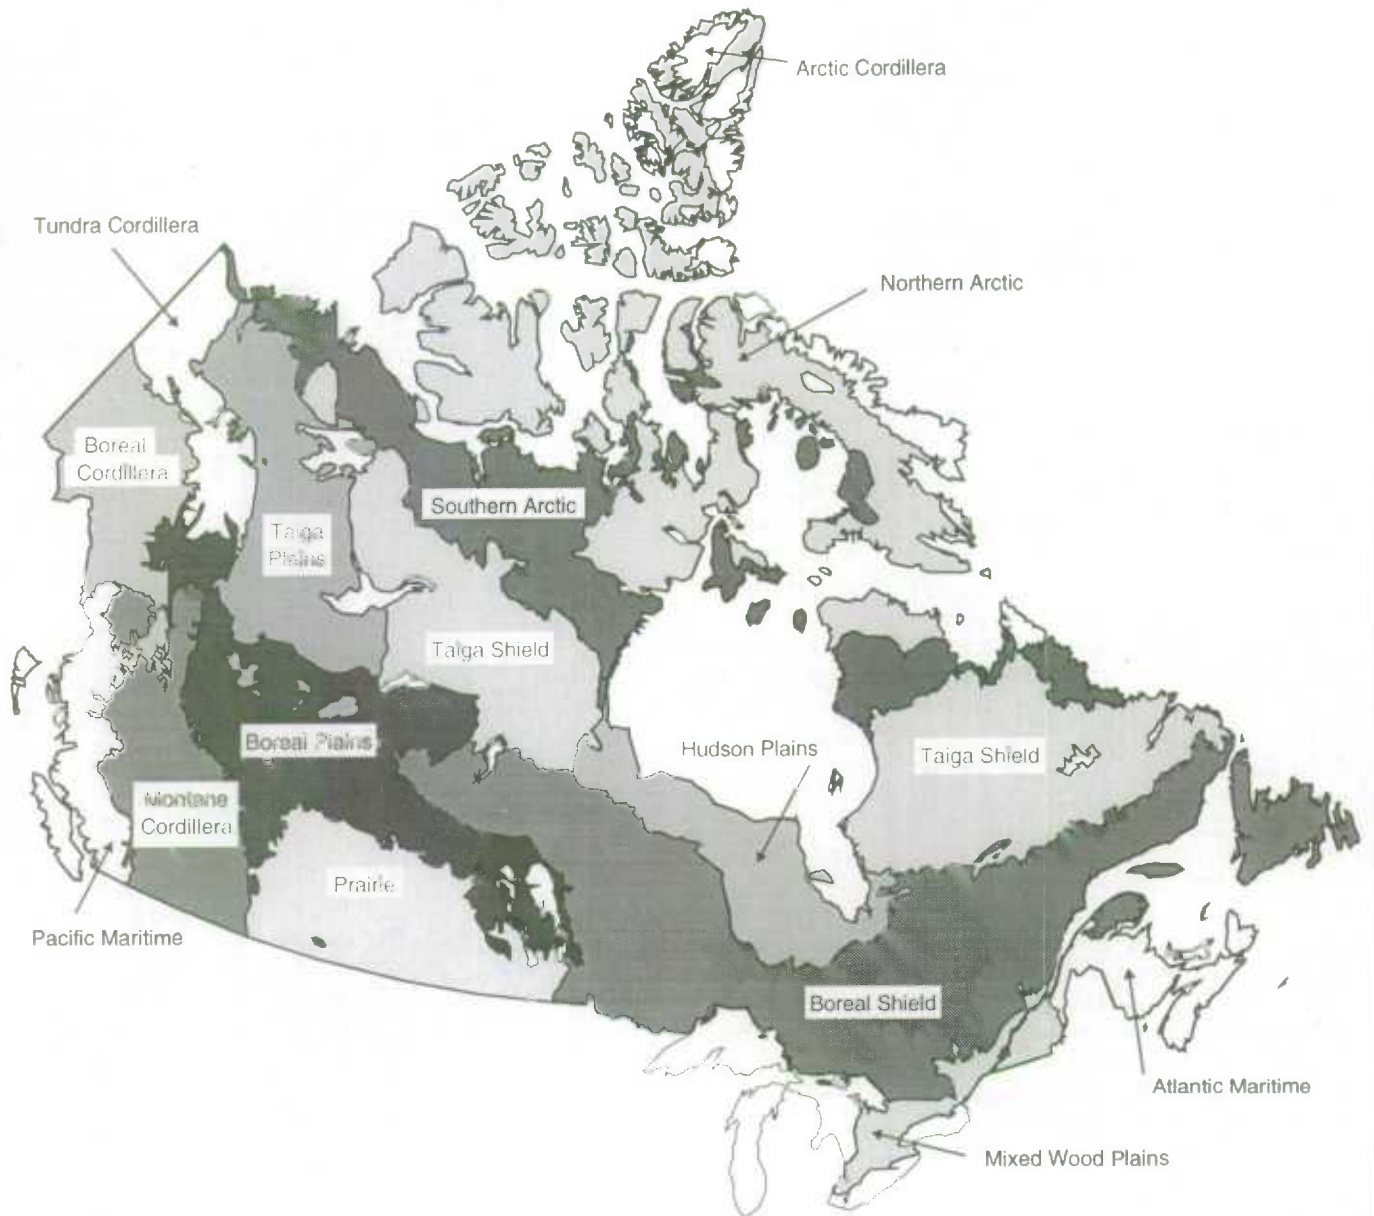 Arctic Cordillera
Tundra Cordillera
Northern Arctic
Boreal
Cordillera
Southern Arctic
Taiga
Plains
Taiga Shield
Boreal Plains
Hudson Plains
Taiga Shield
Montane
Cordillera
Prairie
Pacific Maritime
Boreal Shield
Atlantic Maritime
Mixed Wood Plains